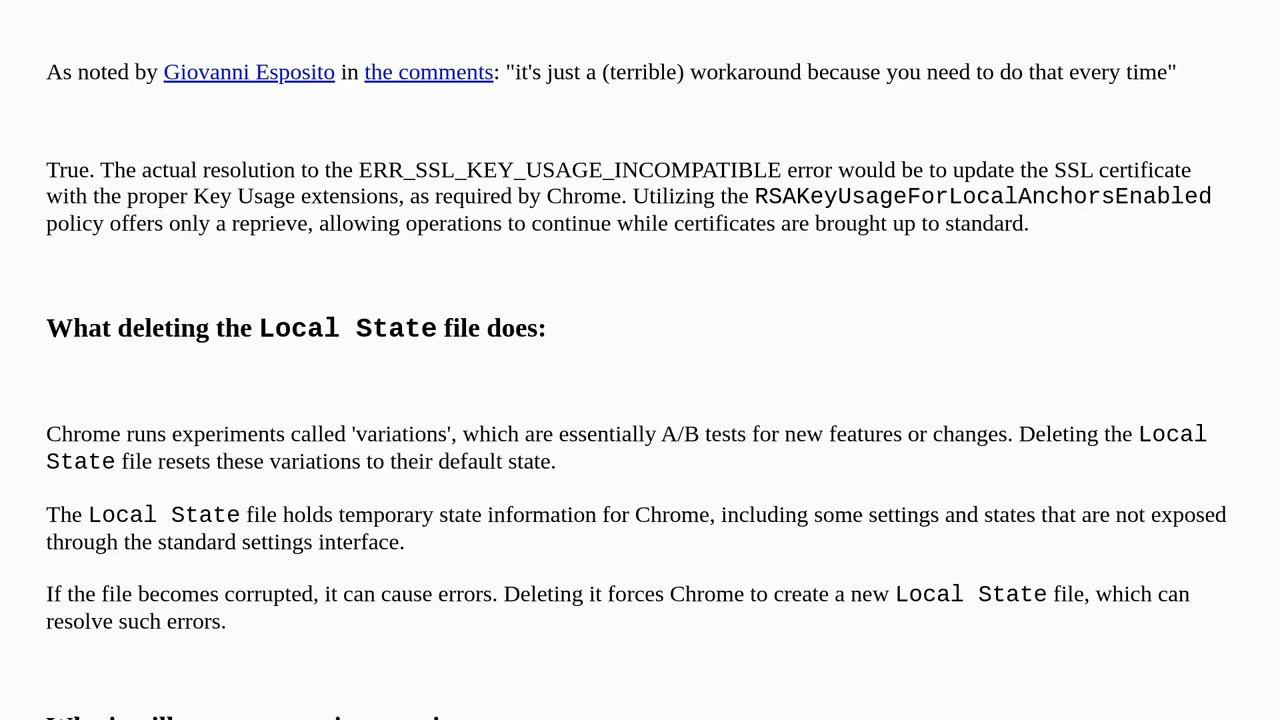 As noted by Giovanni Esposito in the comments: "it's just a (terrible) workaround because you need to do that every time"
True. The actual resolution to the ERR_SSL_KEY_USAGE_INCOMPATIBLE error would be to update the SSL certificate
with the proper Key Usage extensions, as required by Chrome. Utilizing the RSAKeyUsageForLocalAnchorsEnabled
policy offers only a reprieve, allowing operations to continue while certificates are brought up to standard.
What deleting the Local State file does:
Chrome runs experiments called 'variations', which are essentially A/B tests for new features or changes. Deleting the Local
State file resets these variations to their default state.
The Local State file holds temporary state information for Chrome, including some settings and states that are not exposed
through the standard settings interface.
If the file becomes corrupted, it can cause errors. Deleting it forces Chrome to create a new Local State file, which can
resolve such errors.